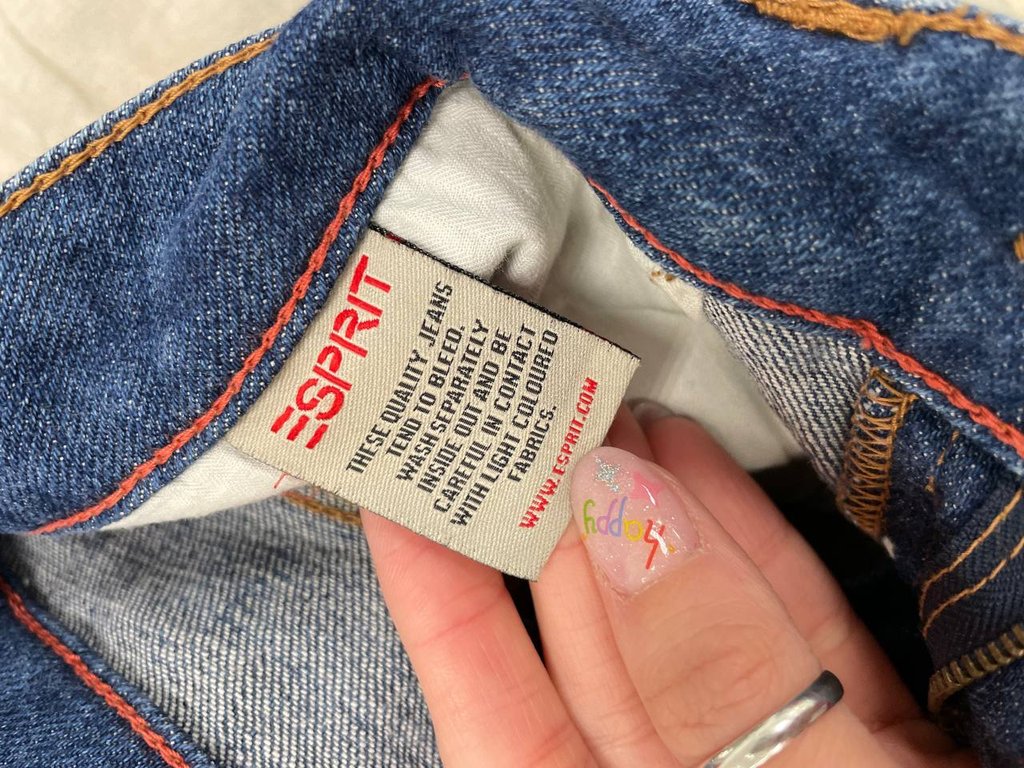 ESPRIT
THESE QUALITY JEANS
TEND TO BLEED.
WASH SEPARATELY
INSIDE OUT AND BE
CAREFUL IN CONTACT
WITH LIGHT COLOURED
FABRICS.
WWW.ESPRIT.COM
happy